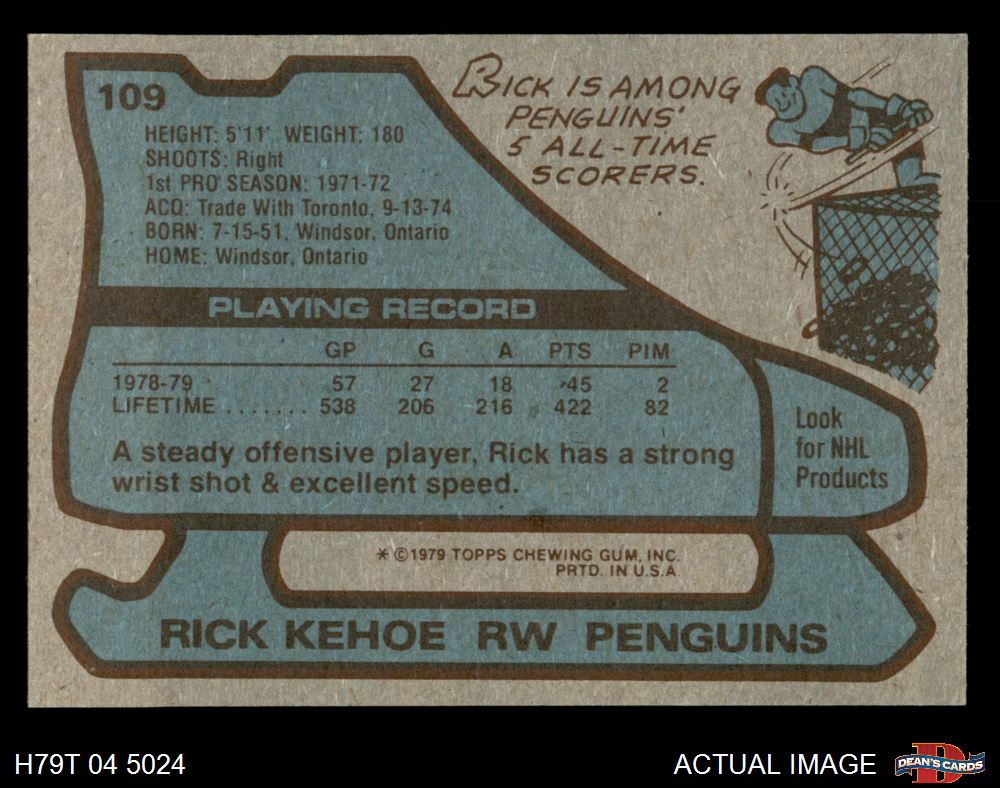 109
HEIGHT: 5'11" WEIGHT: 180
SHOOTS: Right
1st PRO SEASON: 1971-72
ACQ: Trade With Toronto, 9-13-74
BORN: 7-15-51, Windsor, Ontario
HOME: Windsor, Ontario
RICK IS AMONG
PENGUINS'
5 ALL-TIME
SCORERS.
PLAYING RECORD
GP G A PTS PIM
1978-79 57 27 18 45 2
LIFETIME ....... 538 206 216 422 82
A steady offensive player, Rick has a strong
wrist shot & excellent speed.
Look
for NHL
Products
* ©1979 TOPPS CHEWING GUM, INC.
PRTD. IN U.S.A.
RICK KEHOE RW PENGUINS
H79T 04 5024
ACTUAL IMAGE
D
DEAN'S CARDS